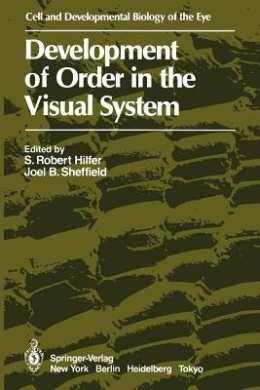 Cell and Developmental Biology of the Eye
Development
of Order in the
Visual System
Edited by
S. Robert Hilfer
Joel B. Sheffield
Springer-Verlag
New York Berlin Heidelberg Tokyo